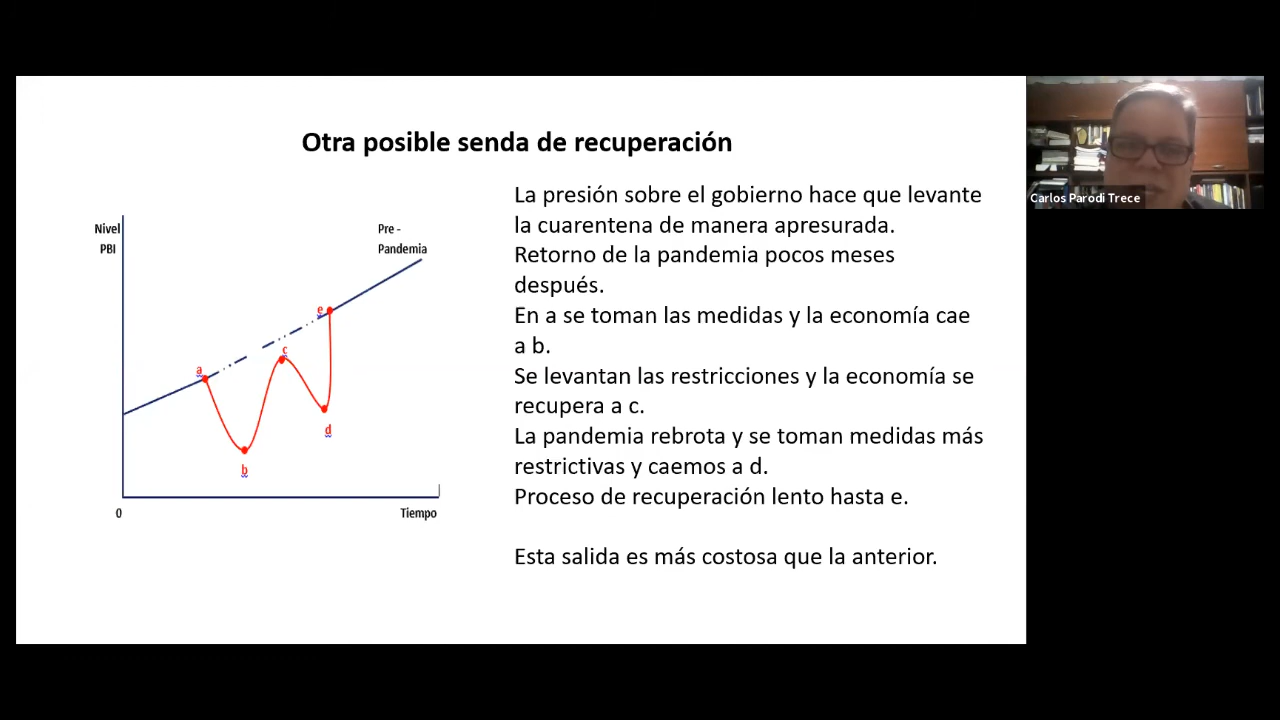 Otra posible senda de recuperación
La presión sobre el gobierno hace que levante
la cuarentena de manera apresurada.
Retorno de la pandemia pocos meses
después.
En a se toman las medidas y la economía cae
a b.
Se levantan las restricciones y la economía se
recupera a c.
La pandemia rebrota y se toman medidas más
restrictivas y caemos a d.
Proceso de recuperación lento hasta e.
Esta salida es más costosa que la anterior.
Nivel
PBI
Pre -
Pandemia
e
c
a
d
b
0
Tiempo
Carlos Parodi Trece